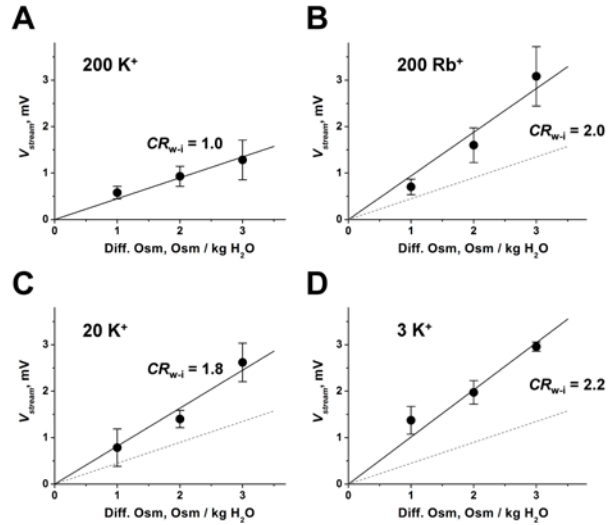 A
200 K⁺
CRw-i = 1.0
Vstream, mV
3
2
1
0
0 1 2 3
Diff. Osm, Osm / kg H₂O
B
200 Rb⁺
CRw-i = 2.0
Vstream, mV
3
2
1
0
0 1 2 3
Diff. Osm, Osm / kg H₂O
C
20 K⁺
CRw-i = 1.8
Vstream, mV
3
2
1
0
0 1 2 3
Diff. Osm, Osm / kg H₂O
D
3 K⁺
CRw-i = 2.2
Vstream, mV
3
2
1
0
0 1 2 3
Diff. Osm, Osm / kg H₂O